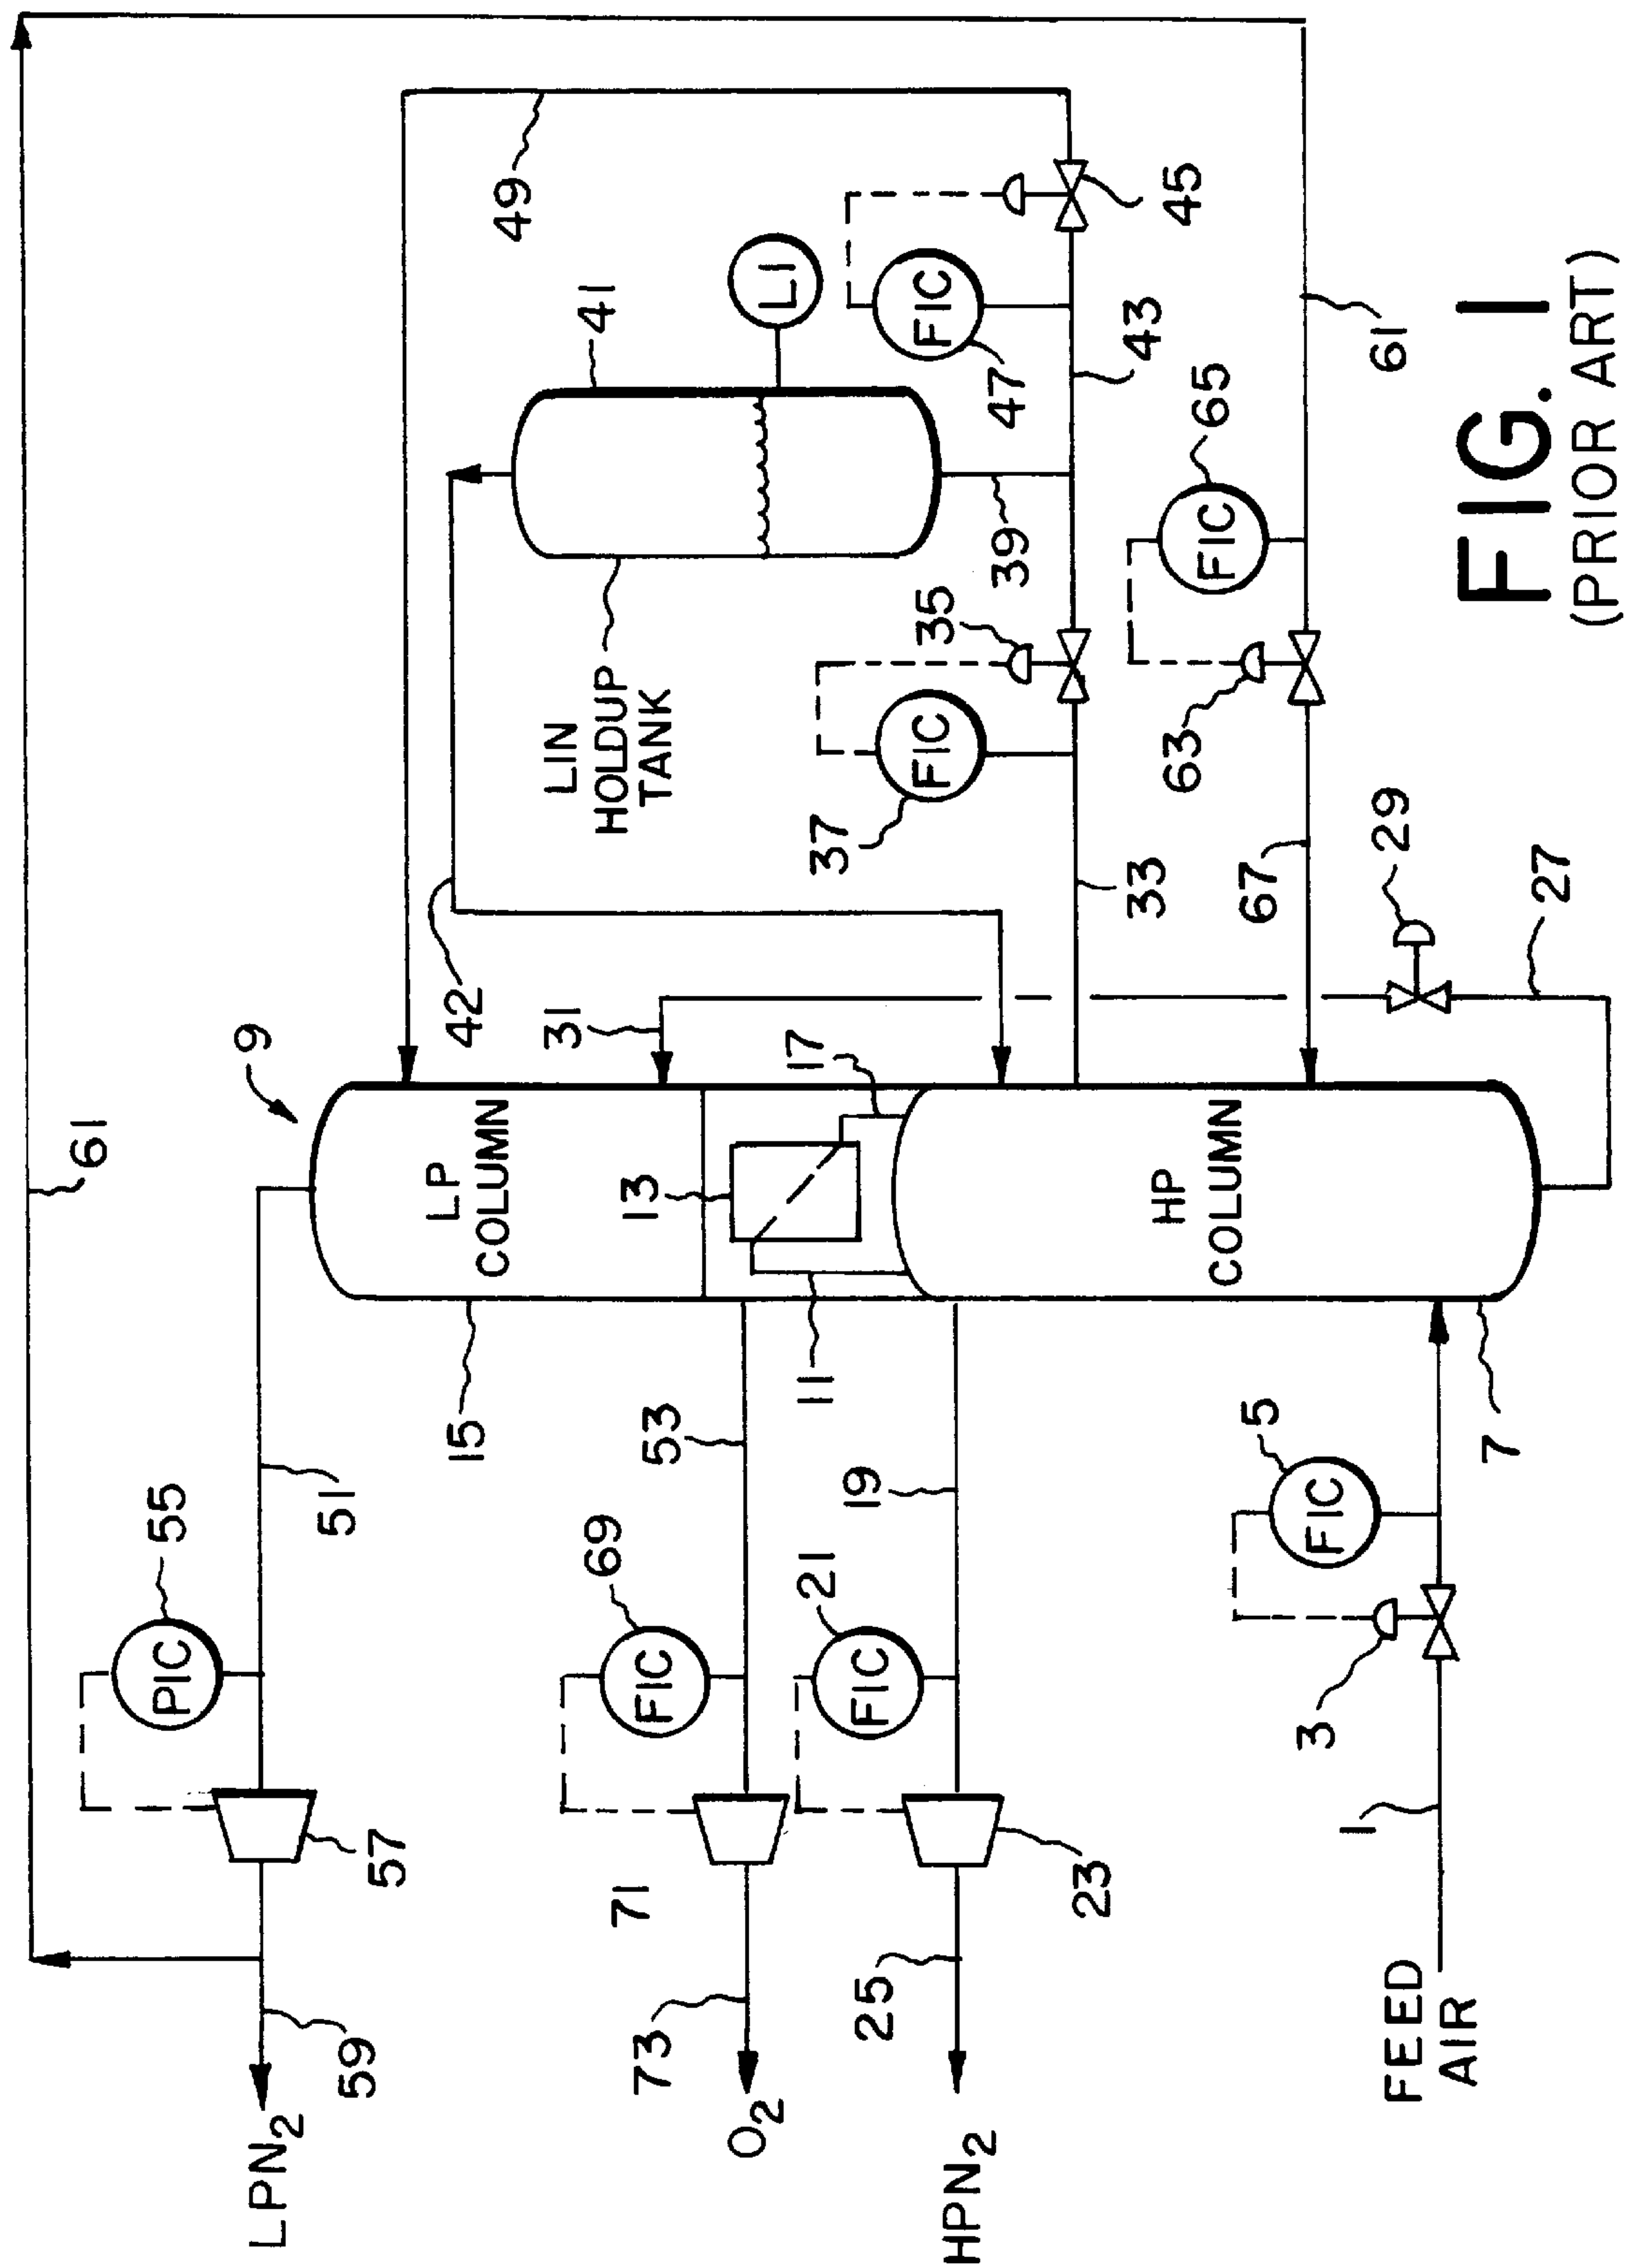 61
9
LP
COLUMN
15
13
11
17
HP
COLUMN
7
LPN2
59
57
PIC
55
51
O2
73
71
FIC
69
53
HPN2
25
23
FIC
21
19
FEED
AIR
1
3
FIC
5
49
42
31
LIN
HOLDUP
TANK
41
LI
39
37
FIC
35
33
47
FIC
45
43
67
63
FIC
65
61
29
27
FIG. 1
(PRIOR ART)